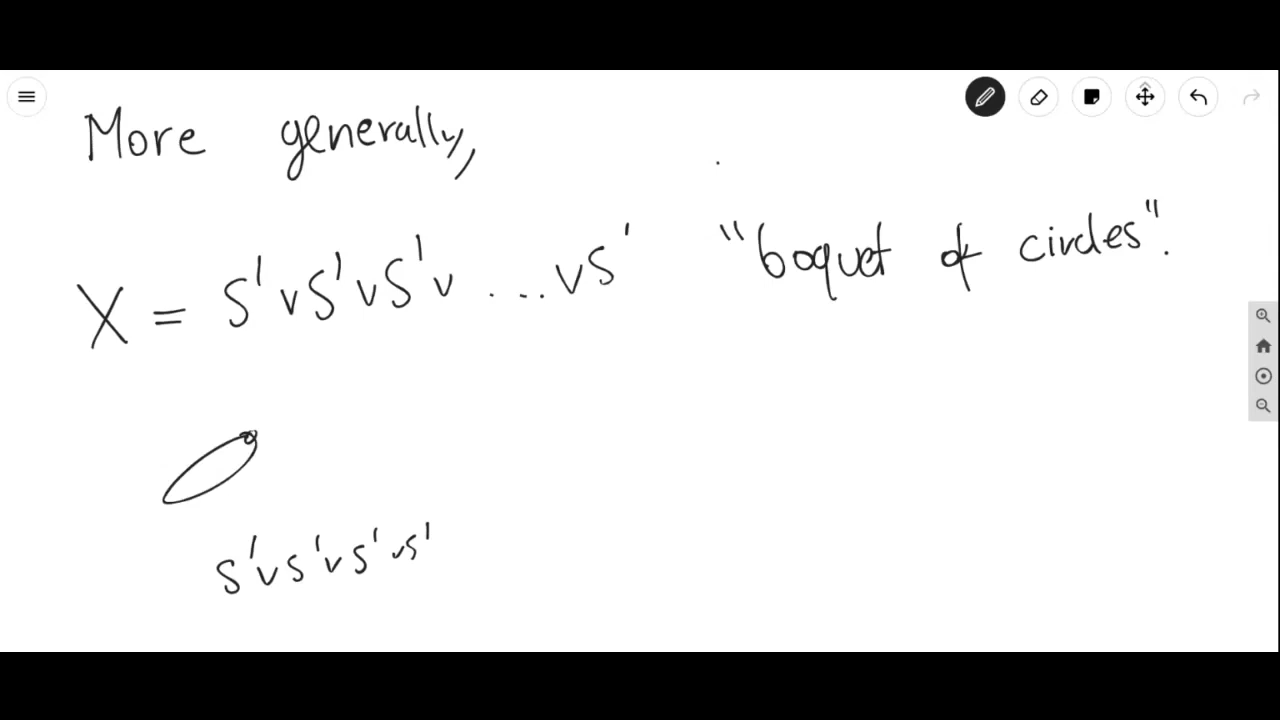 More generally,
X = S¹ ∨ S¹ ∨ S¹ ∨ ... ∨ S¹ "boquet of circles".
S¹ ∨ S¹ ∨ S¹ ∨ S¹